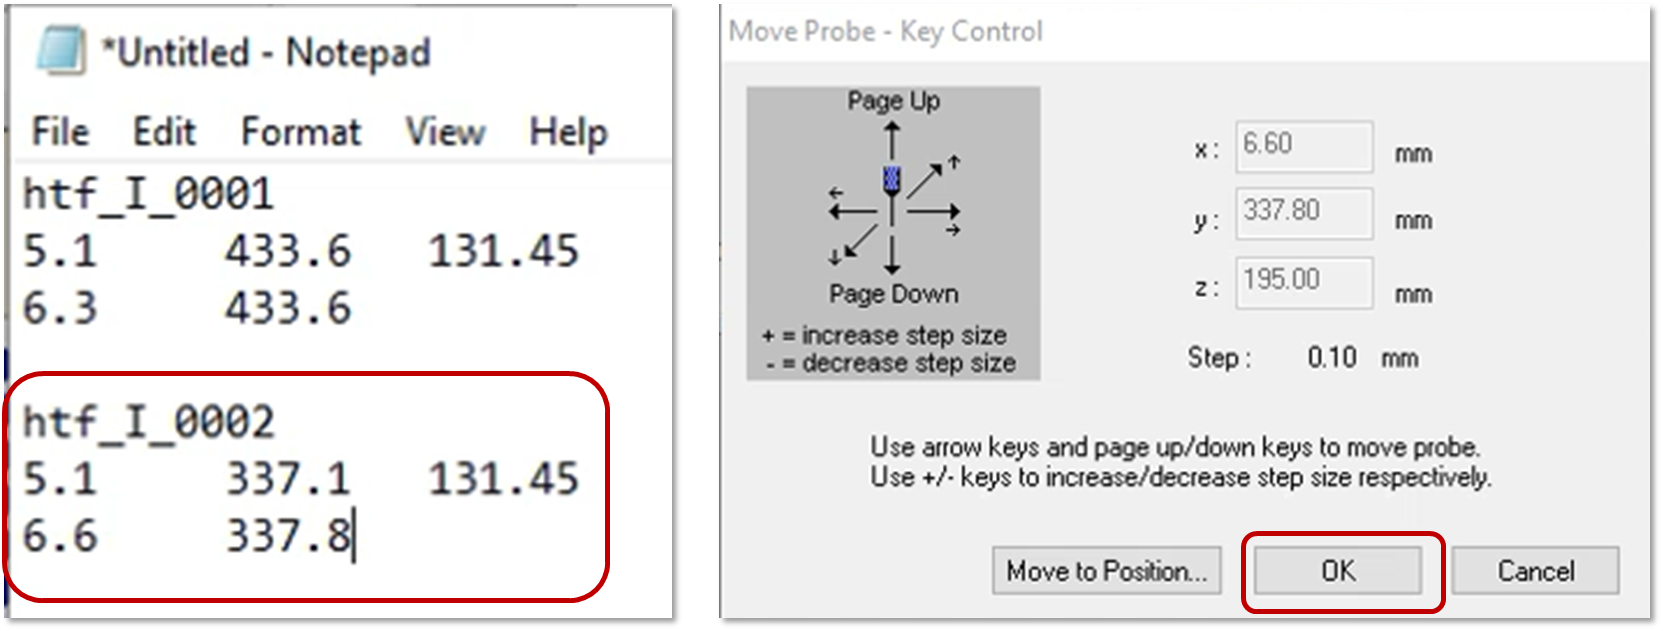 *Untitled - Notepad
File Edit Format View Help
htf_I_0001
5.1 433.6 131.45
6.3 433.6
htf_I_0002
5.1 337.1 131.45
6.6 337.8
Move Probe - Key Control
Page Up
Page Down
+ = increase step size
- = decrease step size
x: 6.60 mm
y: 337.80 mm
z: 195.00 mm
Step: 0.10 mm
Use arrow keys and page up/down keys to move probe.
Use +/- keys to increase/decrease step size respectively.
Move to Position... OK Cancel